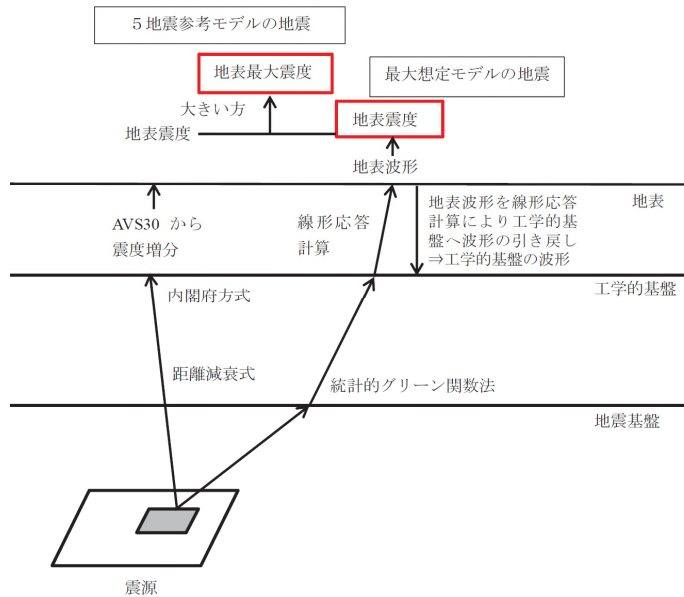 ５地震参考モデルの地震
地表最大震度
最大想定モデルの地震
大きい方
地表震度
地表震度
地表波形
地表
AVS30 から
震度増分
線形応答
計算
地表波形を線形応答
計算により工学的基
盤へ波形の引き戻し
⇒工学的基盤の波形
内閣府方式
工学的基盤
距離減衰式
統計的グリーン関数法
地震基盤
震源